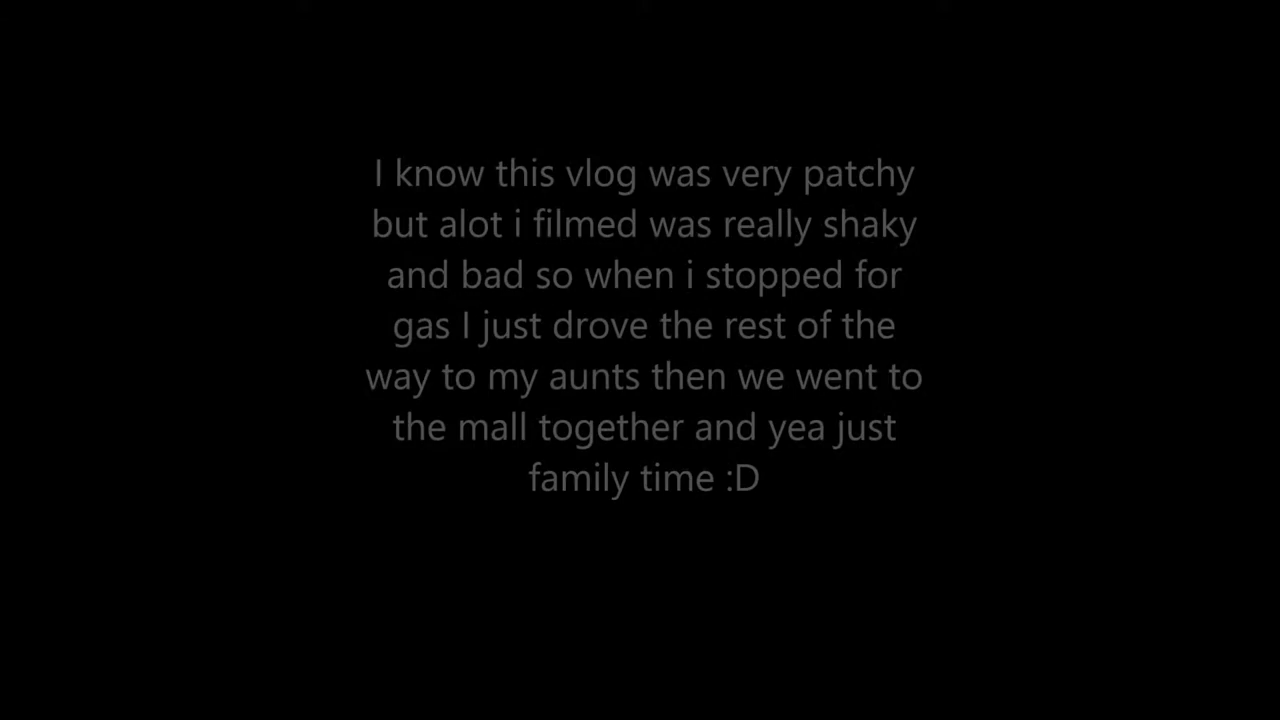 I know this vlog was very patchy
but alot i filmed was really shaky
and bad so when i stopped for
gas I just drove the rest of the
way to my aunts then we went to
the mall together and yea just
family time :D